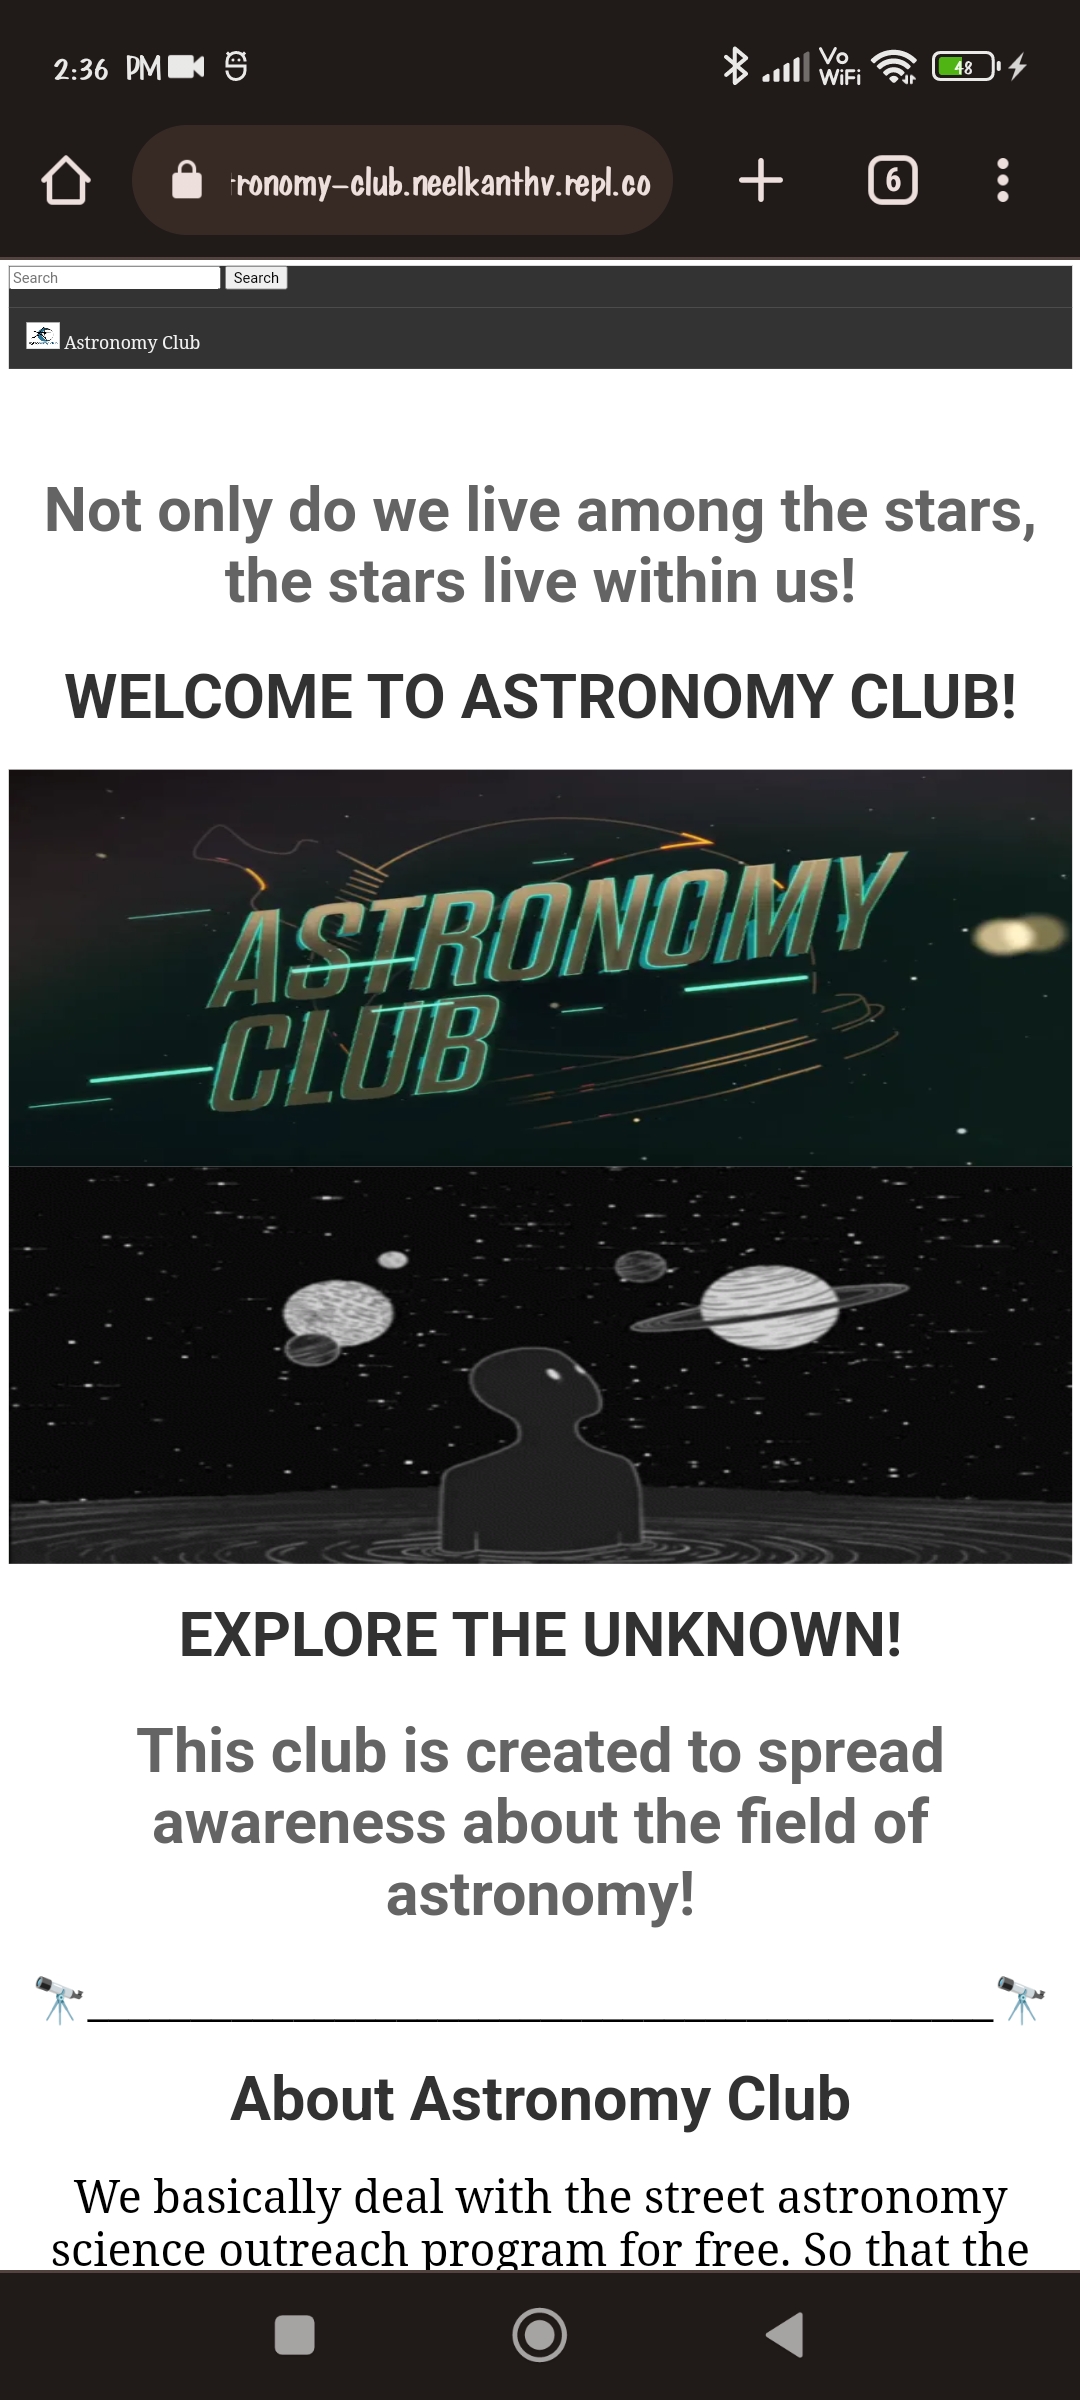 2:36 PM
Vo
WiFi
48
tronomy-club.neelkanthv.repl.co
6
Search Search
Astronomy Club
Not only do we live among the stars,
the stars live within us!
WELCOME TO ASTRONOMY CLUB!
ASTRONOMY
CLUB
EXPLORE THE UNKNOWN!
This club is created to spread
awareness about the field of
astronomy!
About Astronomy Club
We basically deal with the street astronomy
science outreach program for free. So that the